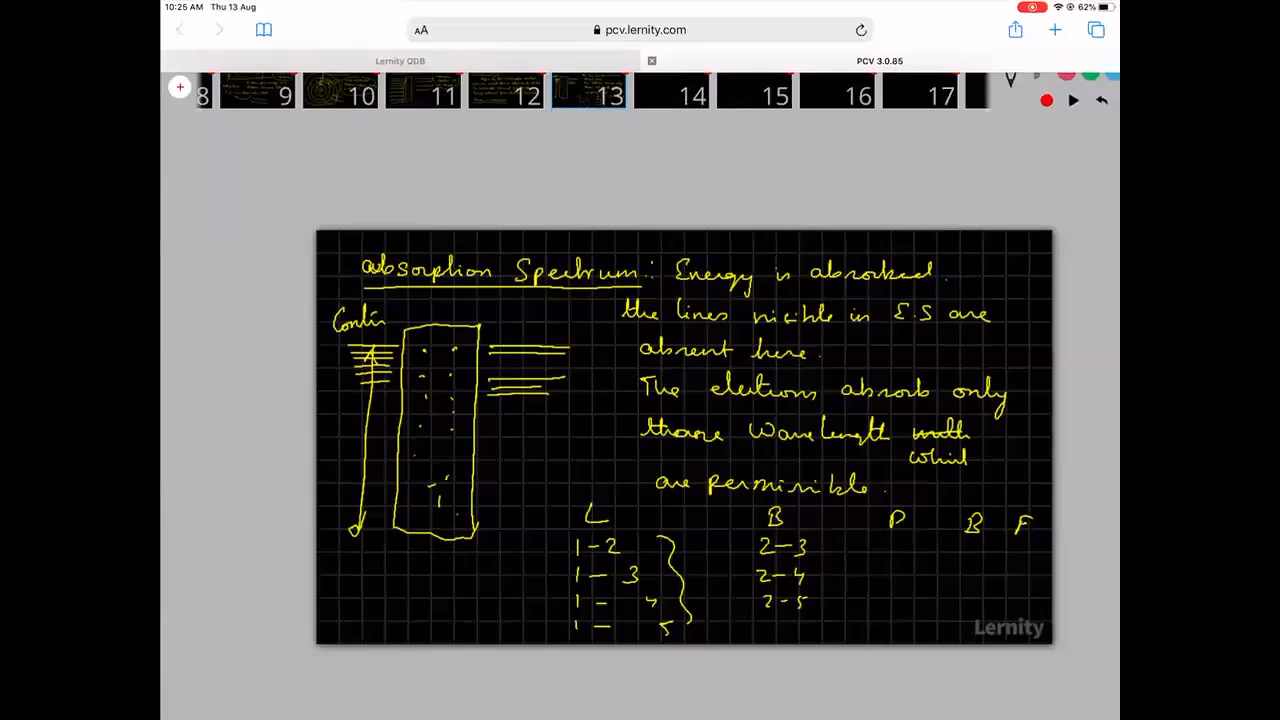 10:25 AM Thu 13 Aug
62%
AA
pcv.lernity.com
Lernity QDB
PCV 3.0.85
8 9 10 11 12 13 14 15 16 17
absorption Spectrum: Energy is absorbed.
Contin
the lines visible in E.S are
absent here.
The electrons absorb only
those wavelength
which
are permissible.
L B P B F
1-2 2-3
1-3 2-4
1-4 2-5
1-5
Lernity